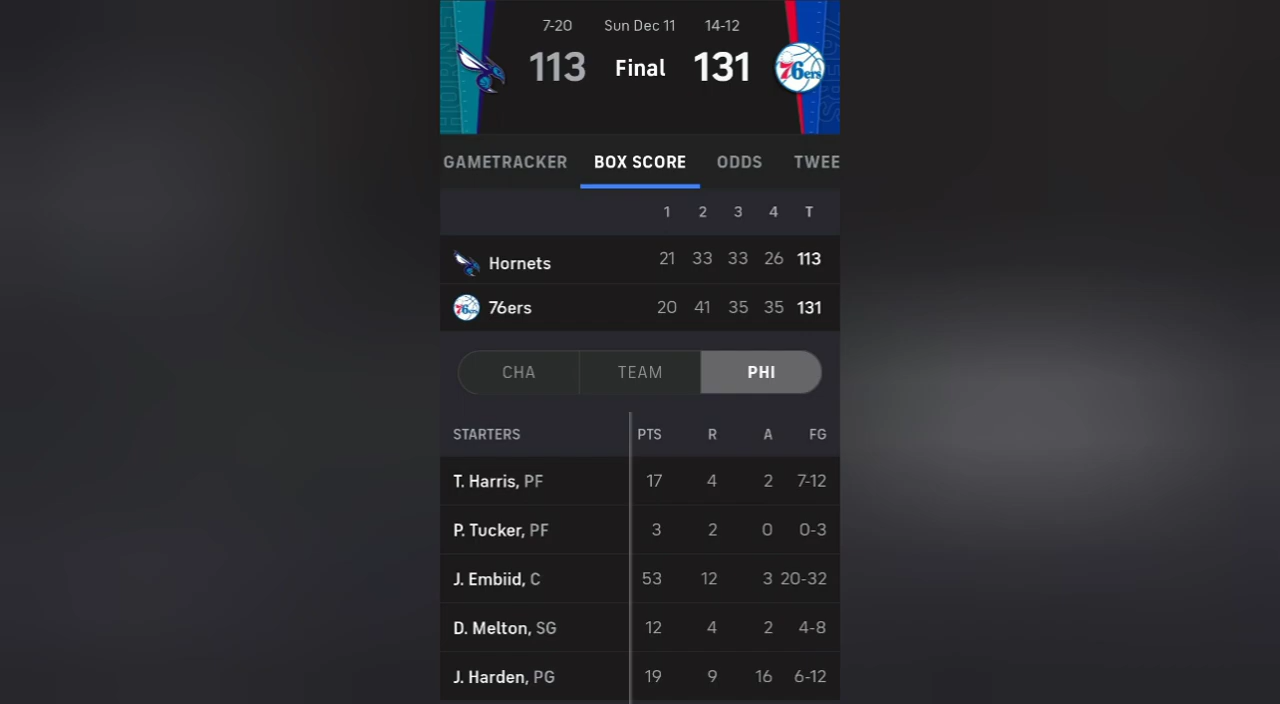 7-20 Sun Dec 11 14-12
113 Final 131
76ers
GAMETRACKER BOX SCORE ODDS TWEE
1 2 3 4 T
Hornets 21 33 33 26 113
76ers 76ers 20 41 35 35 131
CHA TEAM PHI
STARTERS PTS R A FG
T. Harris, PF 17 4 2 7-12
P. Tucker, PF 3 2 0 0-3
J. Embiid, C 53 12 3 20-32
D. Melton, SG 12 4 2 4-8
J. Harden, PG 19 9 16 6-12